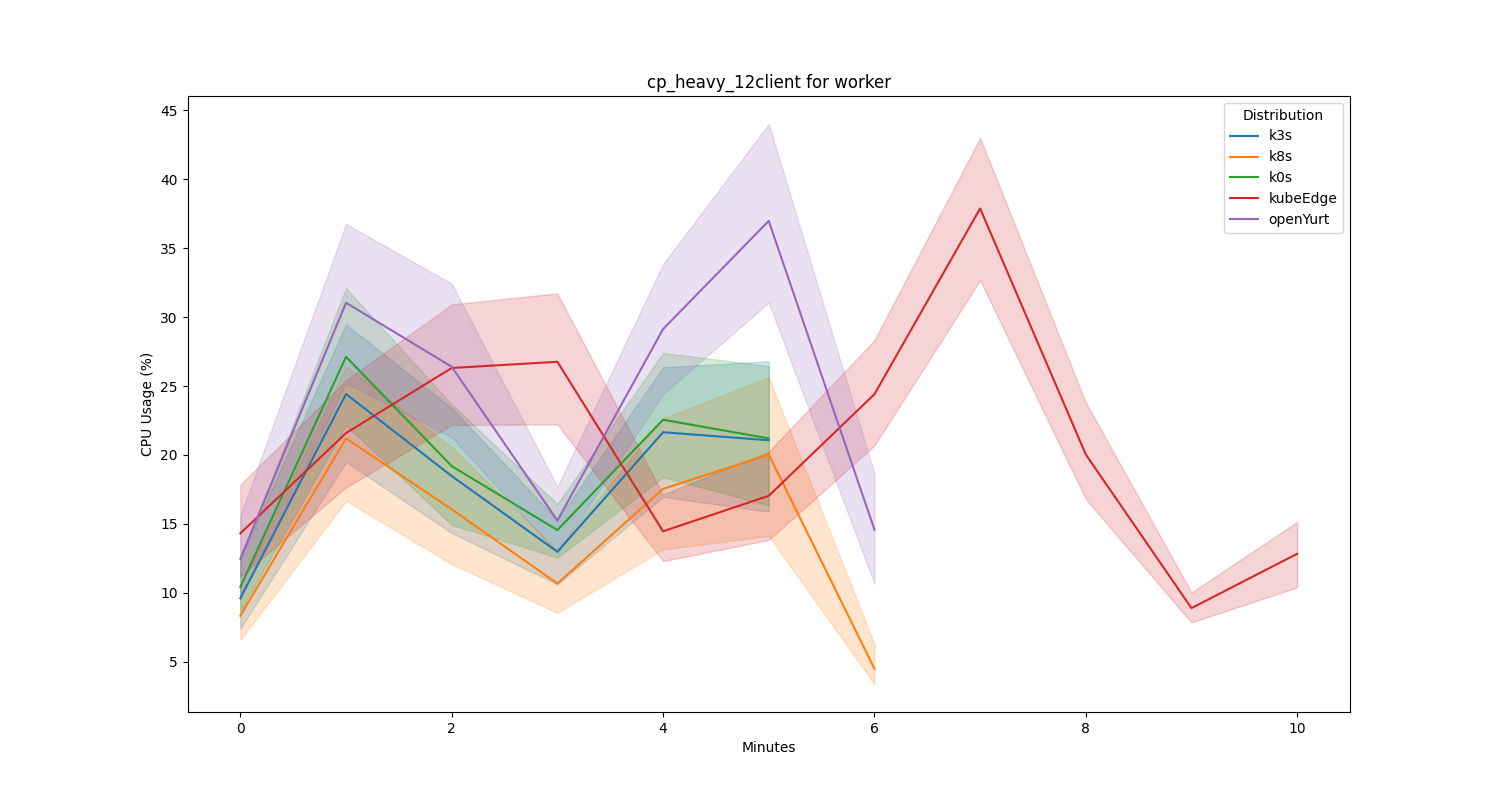 cp_heavy_12client for worker
Distribution
k3s
k8s
k0s
kubeEdge
openYurt
CPU Usage (%)
45
40
35
30
25
20
15
10
5
0 2 4 6 8 10
Minutes